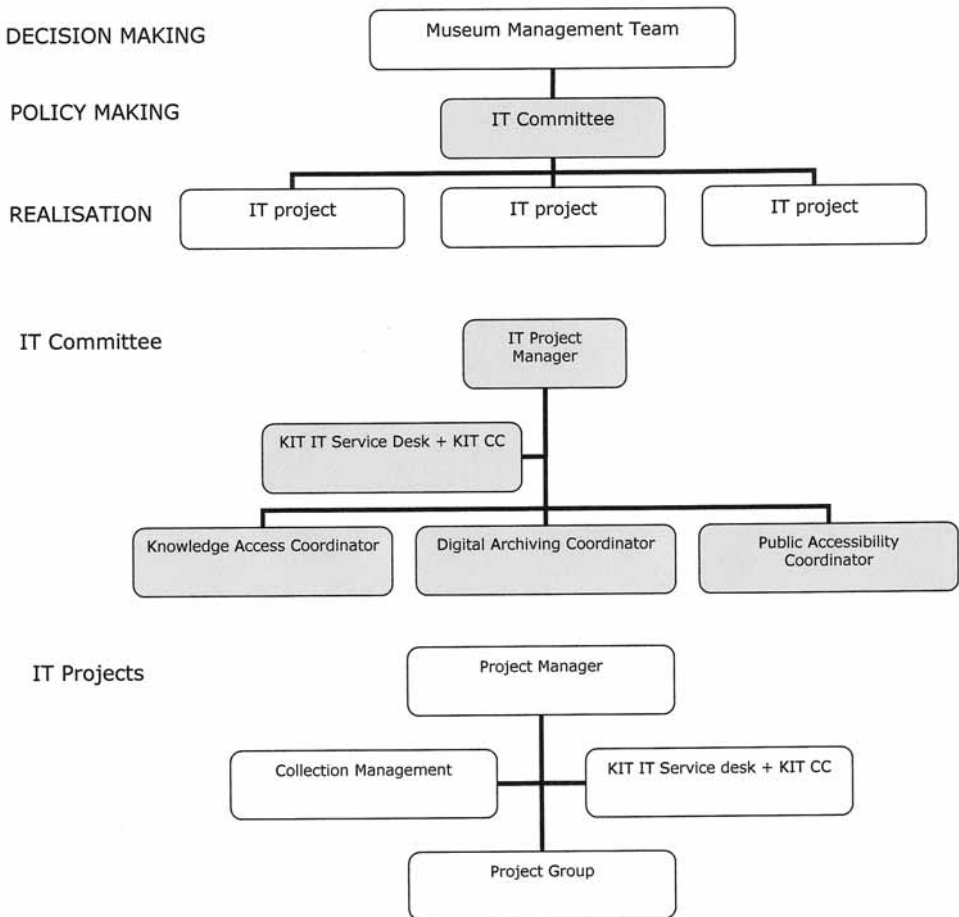 DECISION MAKING
Museum Management Team
POLICY MAKING
IT Committee
REALISATION
IT project
IT project
IT project
IT Committee
IT Project
Manager
KIT IT Service Desk + KIT CC
Knowledge Access Coordinator
Digital Archiving Coordinator
Public Accessibility
Coordinator
IT Projects
Project Manager
Collection Management
KIT IT Service desk + KIT CC
Project Group